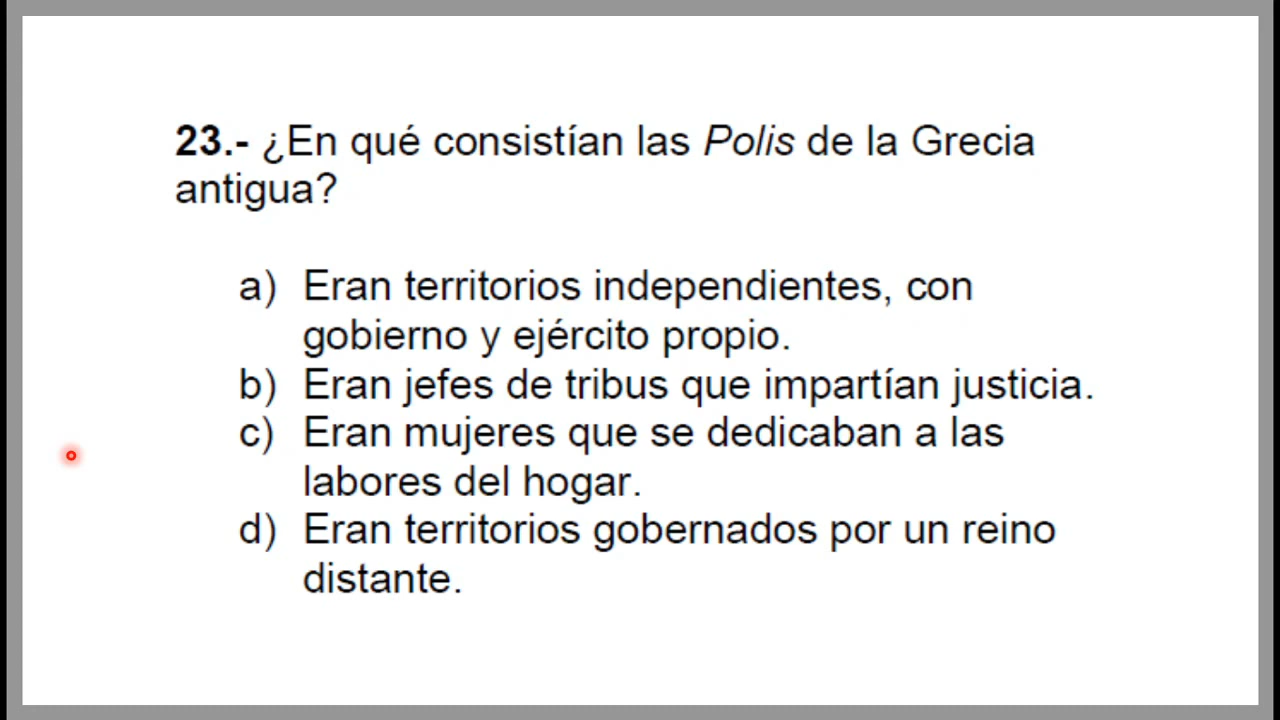 23.- ¿En qué consistían las Polis de la Grecia
antigua?
a) Eran territorios independientes, con
gobierno y ejército propio.
b) Eran jefes de tribus que impartían justicia.
c) Eran mujeres que se dedicaban a las
labores del hogar.
d) Eran territorios gobernados por un reino
distante.